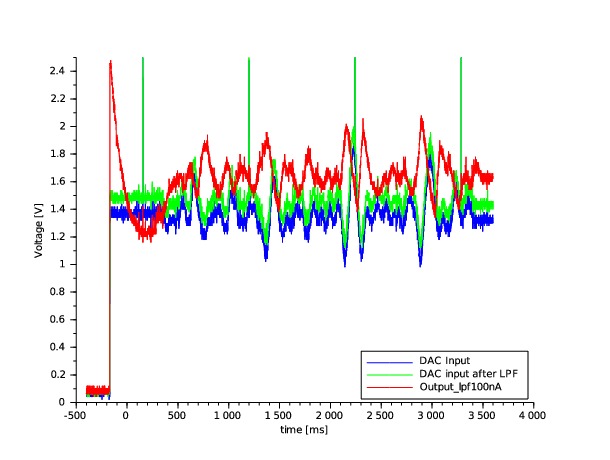 2.4
2.2
2
1.8
1.6
1.4
1.2
1
0.8
0.6
0.4
0.2
0
Voltage [V]
-500 0 500 1 000 1 500 2 000 2 500 3 000 3 500 4 000
time [ms]
DAC Input
DAC input after LPF
Output_lpf100nA